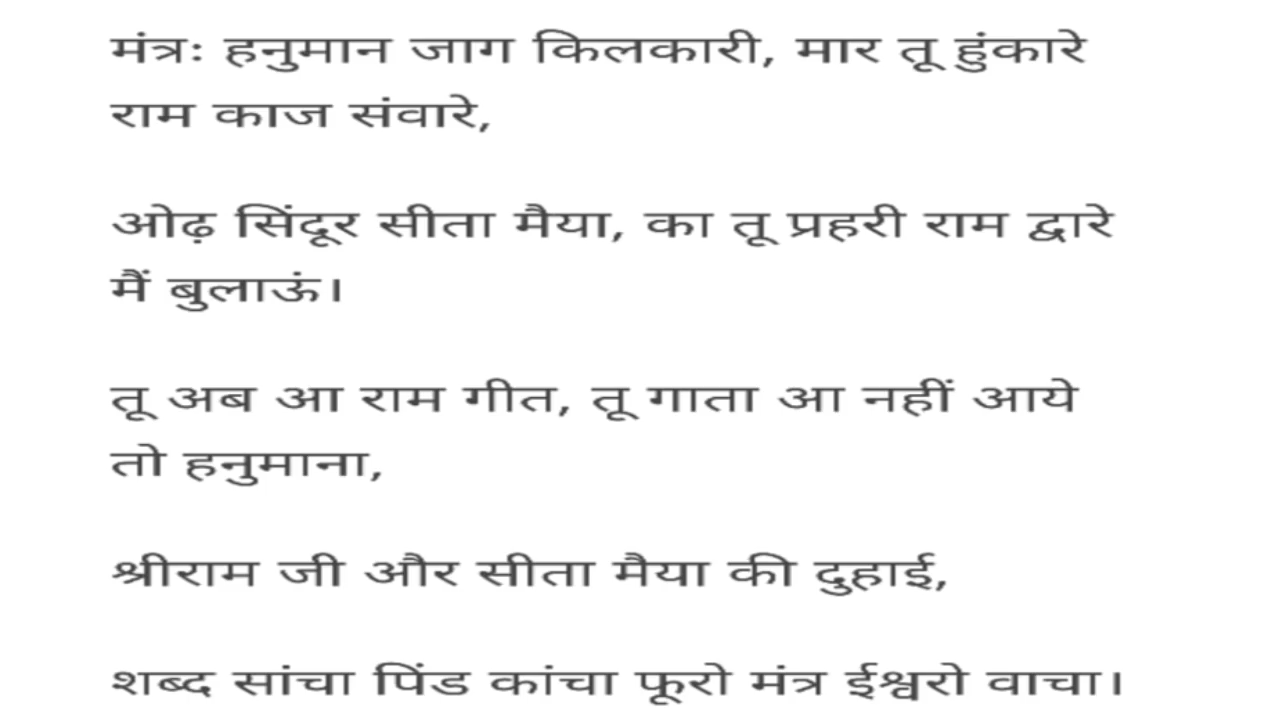 मंत्रः हनुमान जाग किलकारी, मार तू हुंकारे
राम काज संवारे,
ओढ़ सिंदूर सीता मैया, का तू प्रहरी राम द्वारे
मैं बुलाऊं।
तू अब आ राम गीत, तू गाता आ नहीं आये
तो हनुमाना,
श्रीराम जी और सीता मैया की दुहाई,
शब्द सांचा पिंड कांचा फूरो मंत्र ईश्वरो वाचा।